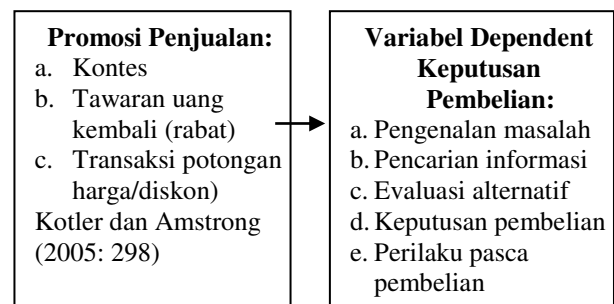 Promosi Penjualan:
a. Kontes
b. Tawaran uang
kembali (rabat)
c. Transaksi potongan
harga/diskon)
Kotler dan Amstrong
(2005: 298)
Variabel Dependent
Keputusan
Pembelian:
a. Pengenalan masalah
b. Pencarian informasi
c. Evaluasi alternatif
d. Keputusan pembelian
e. Perilaku pasca
pembelian